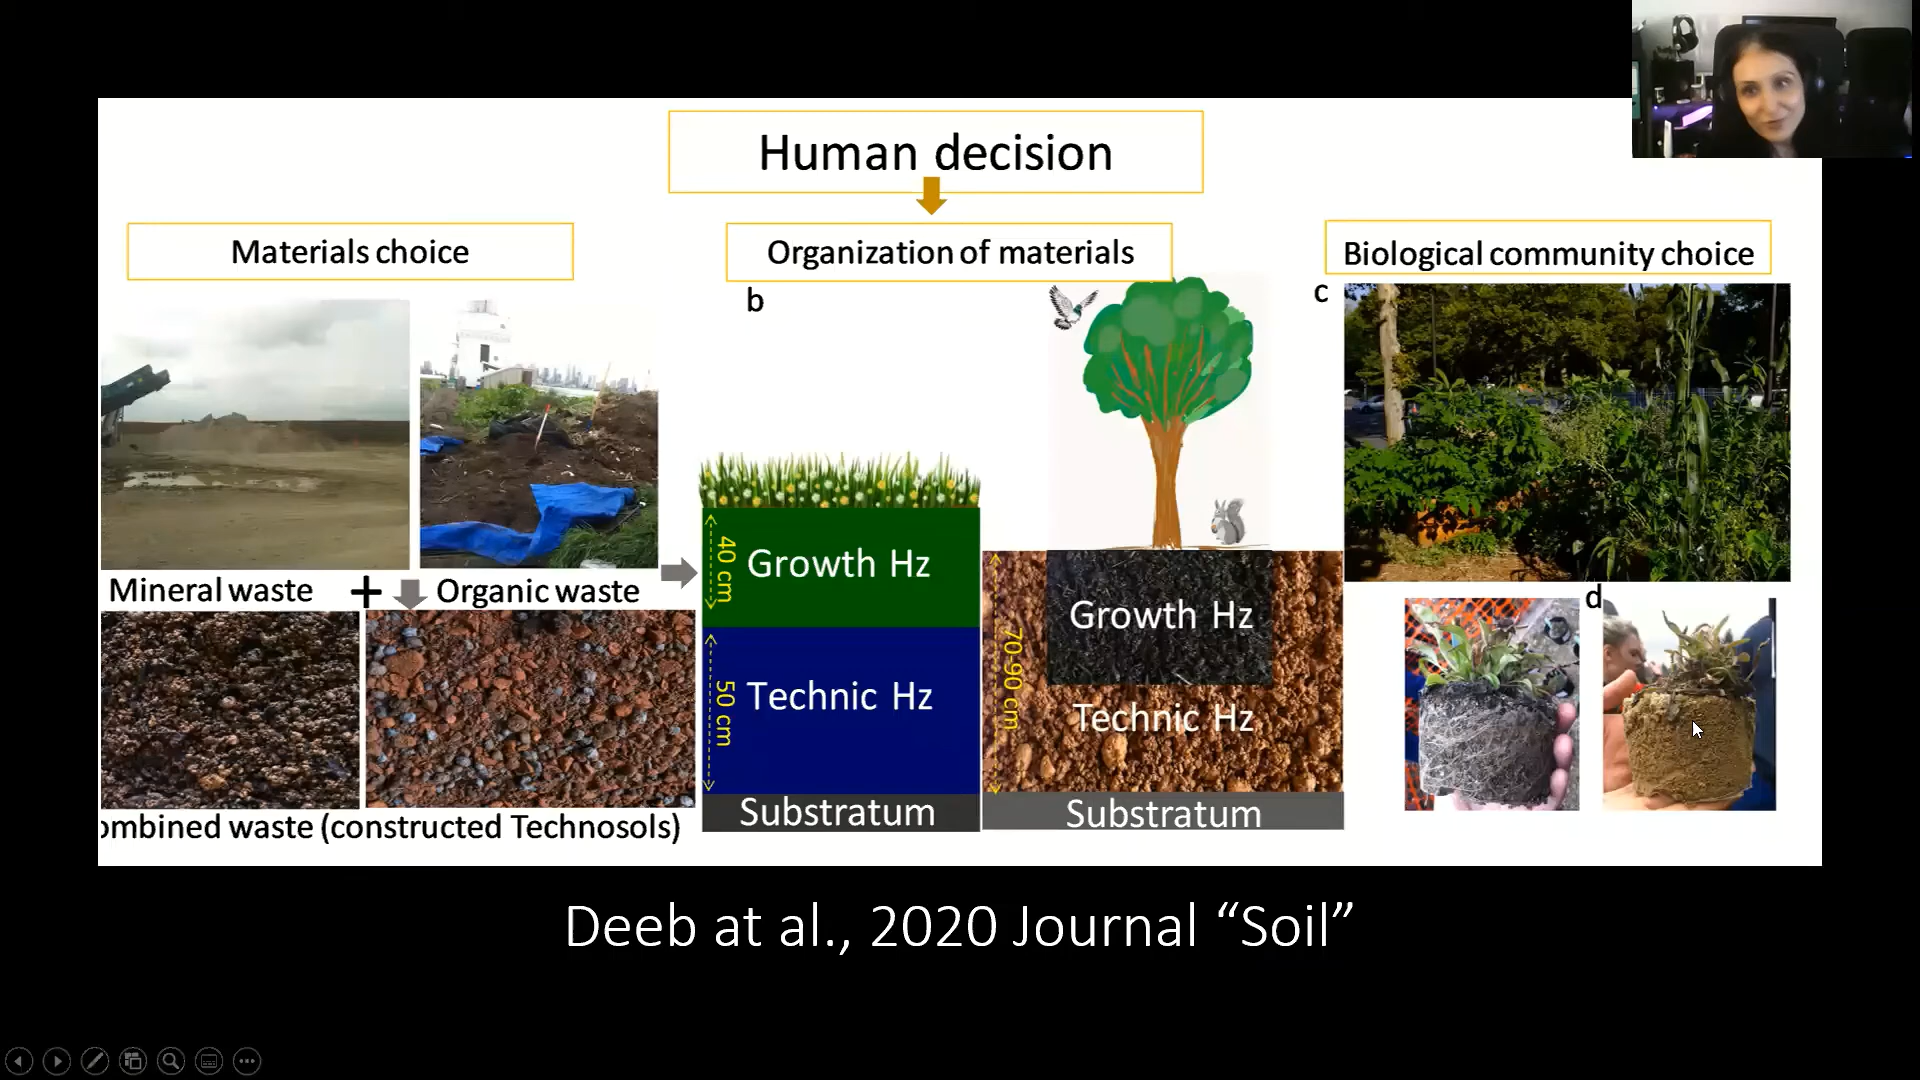 Human decision
Materials choice
Organization of materials
Biological community choice
b
c
Mineral waste + Organic waste
ombined waste (constructed Technosols)
40 cm
Growth Hz
50 cm
Technic Hz
Substratum
70-90 cm
Growth Hz
Technic Hz
Substratum
d
Deeb at al., 2020 Journal “Soil”